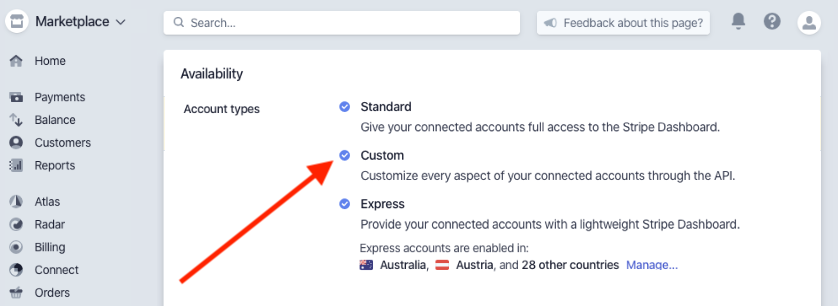 Marketplace
Search...
Feedback about this page?
Home
Payments
Balance
Customers
Reports
Atlas
Radar
Billing
Connect
Orders
Availability
Account types
Standard
Give your connected accounts full access to the Stripe Dashboard.
Custom
Customize every aspect of your connected accounts through the API.
Express
Provide your connected accounts with a lightweight Stripe Dashboard.
Express accounts are enabled in:
Australia, Austria, and 28 other countries Manage...